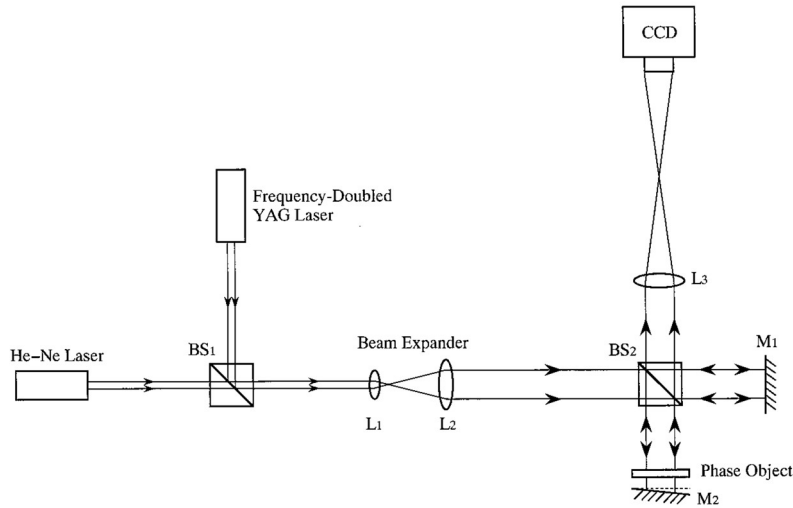 CCD
Frequency-Doubled
YAG Laser
L3
He–Ne Laser
BS1
Beam Expander
BS2
M1
L1
L2
Phase Object
M2